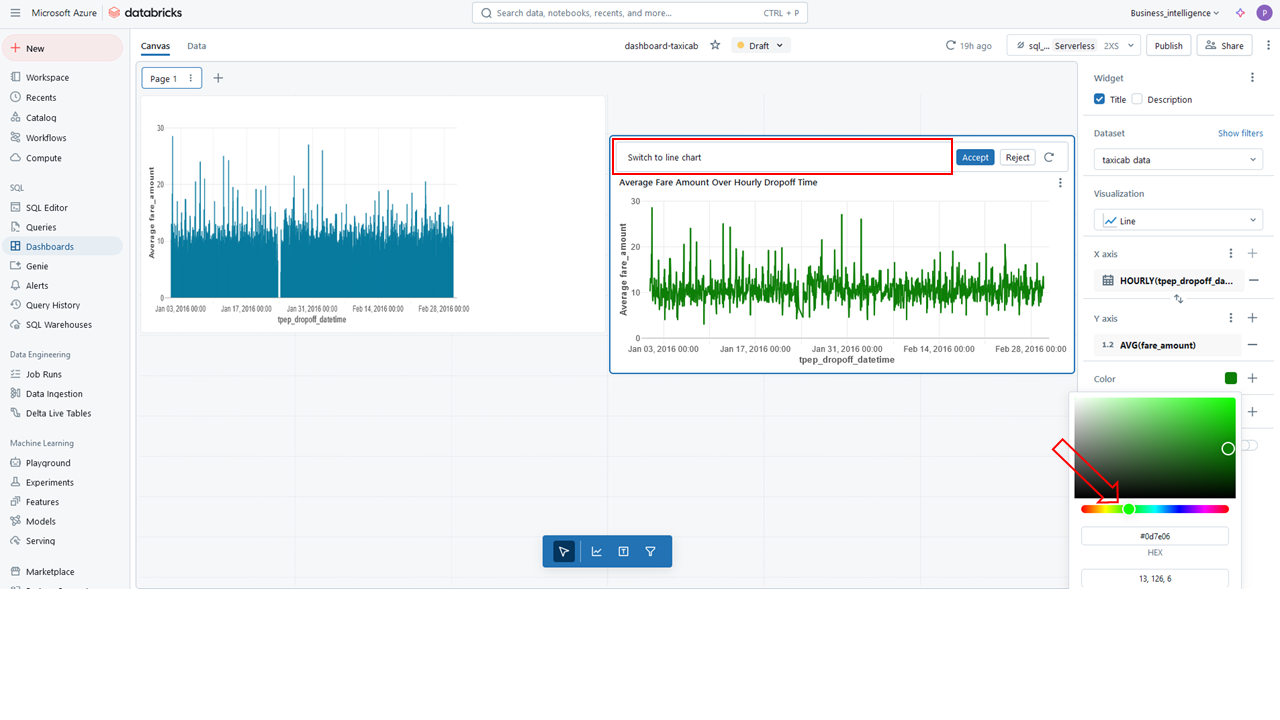 Microsoft Azure databricks Search data, notebooks, recents, and more... CTRL + P Business_intelligence P
New
Workspace
Recents
Catalog
Workflows
Compute
SQL
SQL Editor
Queries
Dashboards
Genie
Alerts
Query History
SQL Warehouses
Data Engineering
Job Runs
Data Ingestion
Delta Live Tables
Machine Learning
Playground
Experiments
Features
Models
Serving
Marketplace
Canvas Data dashboard-taxicab Draft 19h ago sql_... Serverless 2XS Publish Share
Page 1
30
20
10
0
Average fare_amount
Jan 03, 2016 00:00 Jan 17, 2016 00:00 Jan 31, 2016 00:00 Feb 14, 2016 00:00 Feb 28, 2016 00:00
tpep_dropoff_datetime
Switch to line chart Accept Reject
Average Fare Amount Over Hourly Dropoff Time
30
20
10
0
Average fare_amount
Jan 03, 2016 00:00 Jan 17, 2016 00:00 Jan 31, 2016 00:00 Feb 14, 2016 00:00 Feb 28, 2016 00:00
tpep_dropoff_datetime
Widget
Title Description
Dataset Show filters
taxicab data
Visualization
Line
X axis
HOURLY(tpep_dropoff_da...
Y axis
1.2 AVG(fare_amount)
Color
#0d7e06
HEX
13, 126, 6